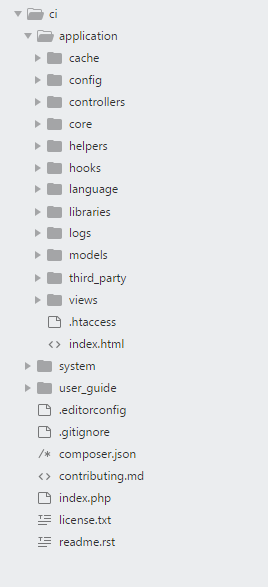 ci
application
cache
config
controllers
core
helpers
hooks
language
libraries
logs
models
third_party
views
.htaccess
index.html
system
user_guide
.editorconfig
.gitignore
composer.json
contributing.md
index.php
license.txt
readme.rst